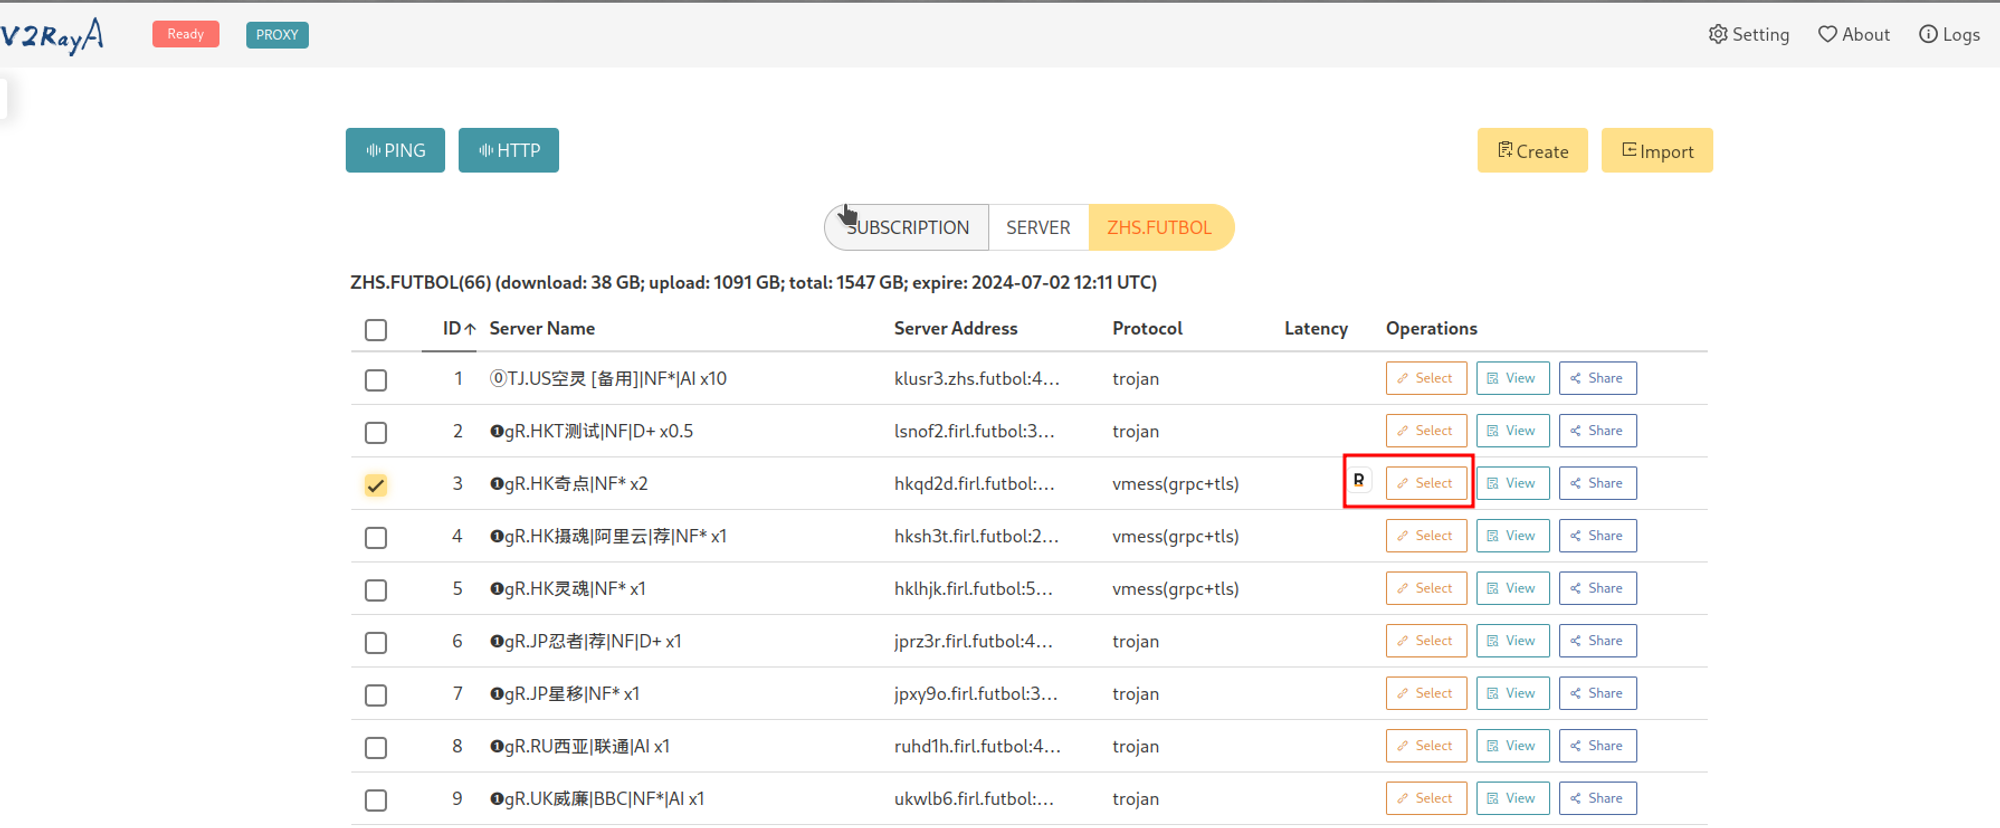 V2RayA Ready PROXY Setting About Logs
PING HTTP Create Import
SUBSCRIPTION SERVER ZHS.FUTBOL
ZHS.FUTBOL(66) (download: 38 GB; upload: 1091 GB; total: 1547 GB; expire: 2024-07-02 12:11 UTC)
ID↑ Server Name Server Address Protocol Latency Operations
1 ⓪TJ.US空灵 [备用]|NF*|AI x10 klusr3.zhs.futbol:4... trojan Select View Share
2 ❶gR.HKT测试|NF|D+ x0.5 lsnof2.firl.futbol:3... trojan Select View Share
3 ❶gR.HK奇点|NF* x2 hkqd2d.firl.futbol:... vmess(grpc+tls) R Select View Share
4 ❶gR.HK摄魂|阿里云|荐|NF* x1 hksh3t.firl.futbol:2... vmess(grpc+tls) Select View Share
5 ❶gR.HK灵魂|NF* x1 hklhjk.firl.futbol:5... vmess(grpc+tls) Select View Share
6 ❶gR.JP忍者|荐|NF|D+ x1 jprz3r.firl.futbol:4... trojan Select View Share
7 ❶gR.JP星移|NF* x1 jpxy9o.firl.futbol:3... trojan Select View Share
8 ❶gR.RU西亚|联通|AI x1 ruhd1h.firl.futbol:4... trojan Select View Share
9 ❶gR.UK威廉|BBC|NF*|AI x1 ukwlb6.firl.futbol:... trojan Select View Share